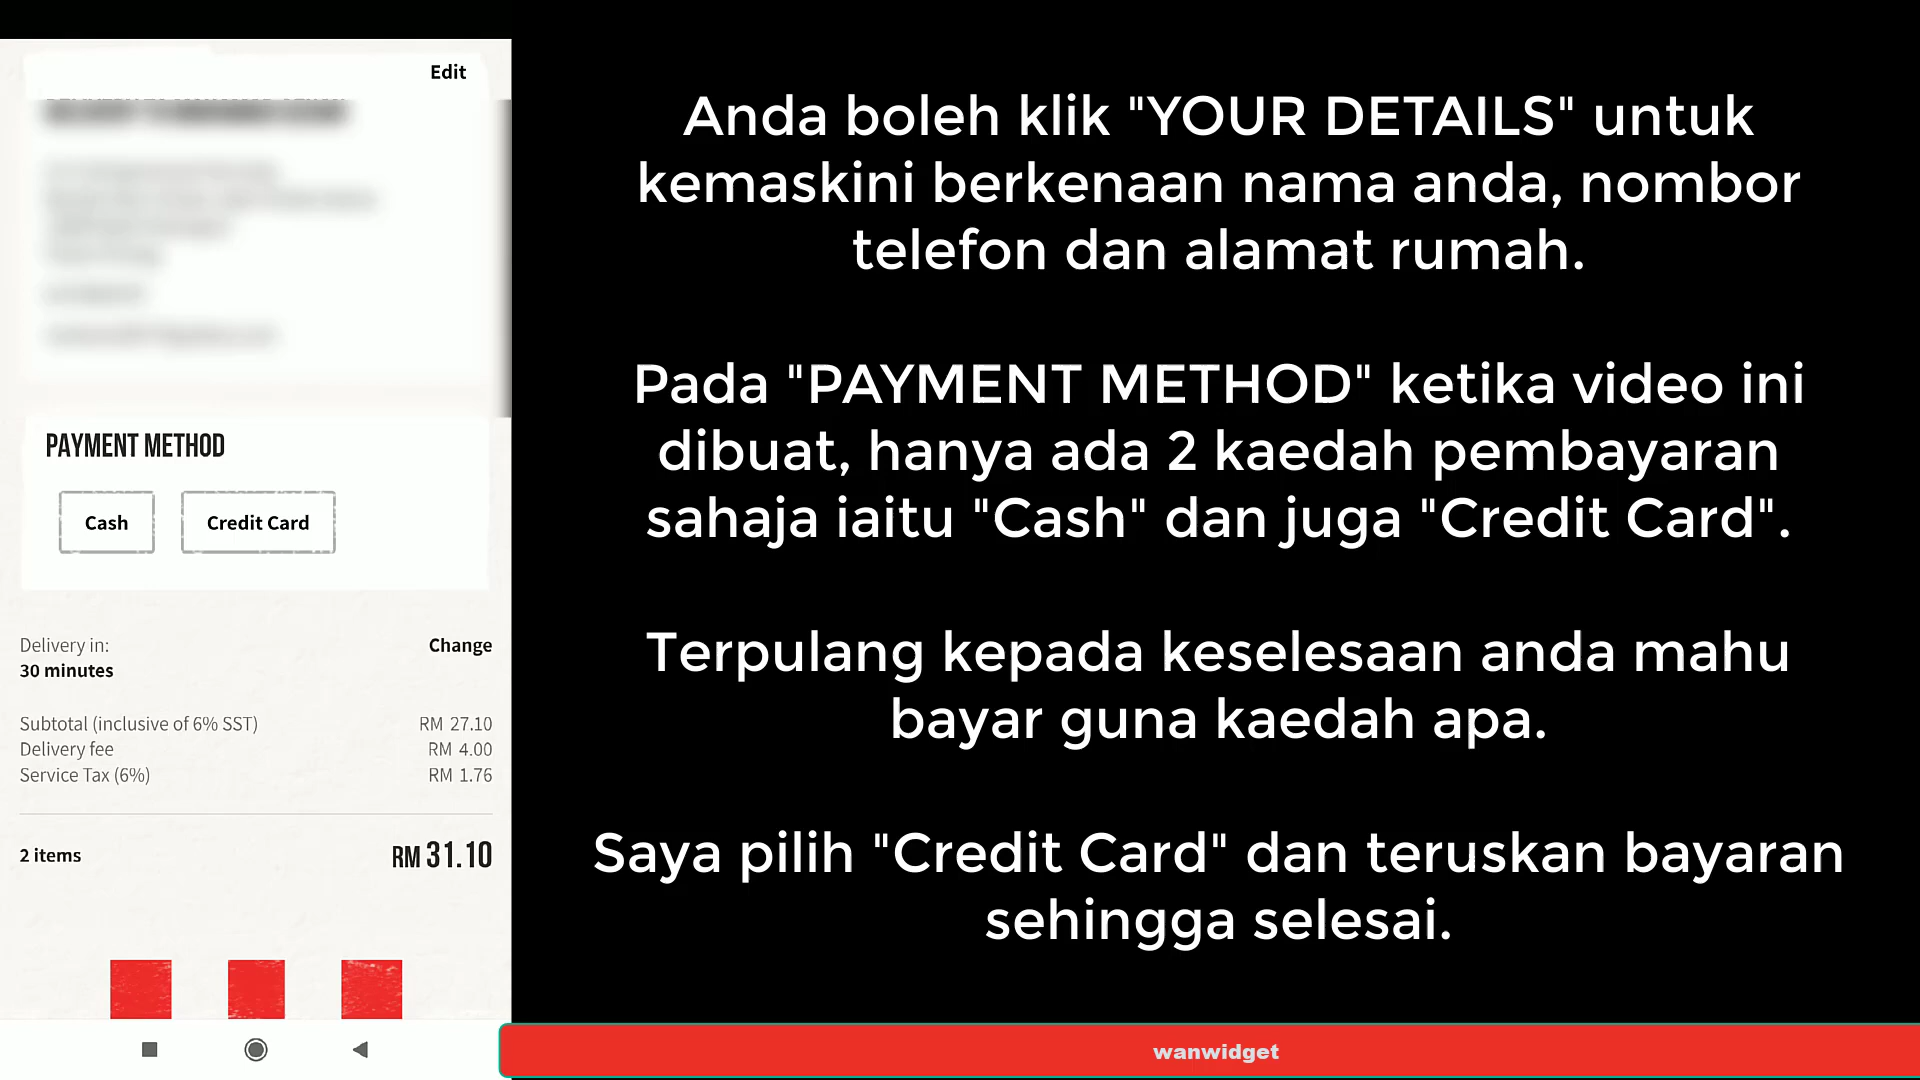 Edit
PAYMENT METHOD
Cash
Credit Card
Delivery in:
Change
30 minutes
Subtotal (inclusive of 6% SST)
RM 27.10
Delivery fee
RM 4.00
Service Tax (6%)
RM 1.76
2 items
RM 31.10
Anda boleh klik "YOUR DETAILS" untuk
kemaskini berkenaan nama anda, nombor
telefon dan alamat rumah.
Pada "PAYMENT METHOD" ketika video ini
dibuat, hanya ada 2 kaedah pembayaran
sahaja iaitu "Cash" dan juga "Credit Card".
Terpulang kepada keselesaan anda mahu
bayar guna kaedah apa.
Saya pilih "Credit Card" dan teruskan bayaran
sehingga selesai.
wanwidget